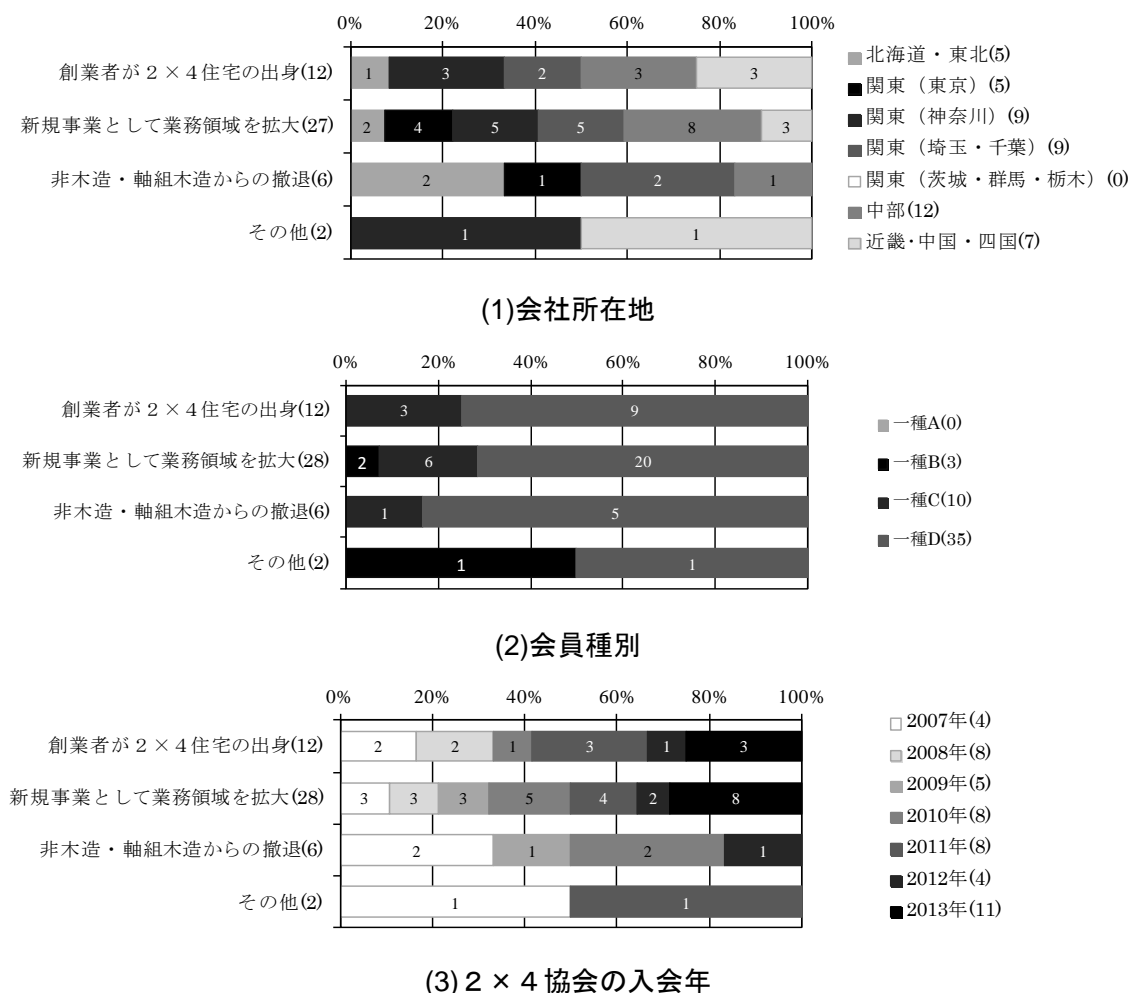 0% 20% 40% 60% 80% 100%
創業者が２×４住宅の出身(12) 1 3 2 3 3
新規事業として業務領域を拡大(27) 2 4 5 5 8 3
非木造・軸組木造からの撤退(6) 2 1 2 1
その他(2) 1 1
北海道・東北(5)
関東（東京）(5)
関東（神奈川）(9)
関東（埼玉・千葉）(9)
関東（茨城・群馬・栃木）(0)
中部(12)
近畿・中国・四国(7)
(1)会社所在地
0% 20% 40% 60% 80% 100%
創業者が２×４住宅の出身(12) 3 9
新規事業として業務領域を拡大(28) 2 6 20
非木造・軸組木造からの撤退(6) 1 5
その他(2) 1 1
一種A(0)
一種B(3)
一種C(10)
一種D(35)
(2)会員種別
0% 20% 40% 60% 80% 100%
創業者が２×４住宅の出身(12) 2 2 1 3 1 3
新規事業として業務領域を拡大(28) 3 3 3 5 4 2 8
非木造・軸組木造からの撤退(6) 2 1 2 1
その他(2) 1 1
2007年(4)
2008年(8)
2009年(5)
2010年(8)
2011年(8)
2012年(4)
2013年(11)
(3)２×４協会の入会年